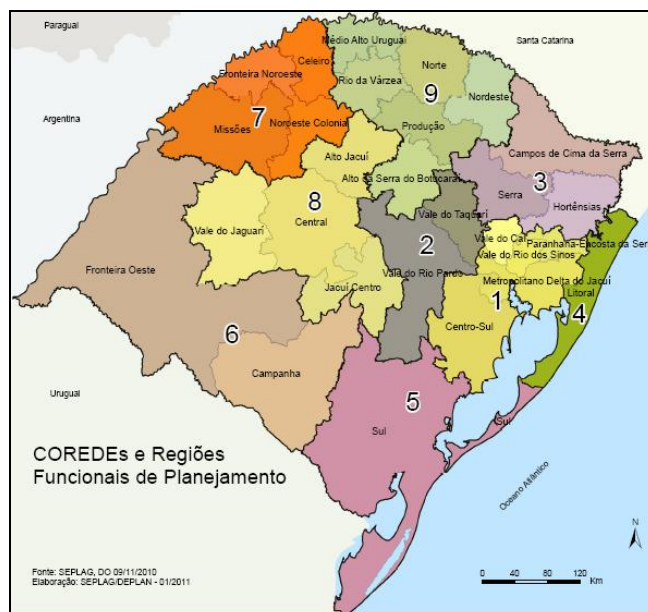 Paraguai
Santa Catarina
Argentina
Médio Alto Uruguai
Celeiro
Norte
Fronteira Noroeste
Rio da Várzea
9
Nordeste
7
Missões
Noroeste Colonial
Produção
Alto Jacuí
Campos de Cima da Serra
Alto da Serra do Botucaraí
3
Serra
Hortênsias
8
Vale do Taquari
Vale do Jaguari
Central
2
Vale do Caí
Paranhana-Encosta da Serra
Vale do Rio dos Sinos
Fronteira Oeste
Vale do Rio Pardo
Metropolitano Delta do Jacuí
Jacuí Centro
Litoral
1
4
Centro-Sul
6
Campanha
Uruguai
5
Sul
Sul
COREDEs e Regiões
Funcionais de Planejamento
Oceano Atlântico
N
Fonte: SEPLAG, DO 09/11/2010
Elaboração: SEPLAG/DEPLAN - 01/2011
0 20 40 80 120
Km